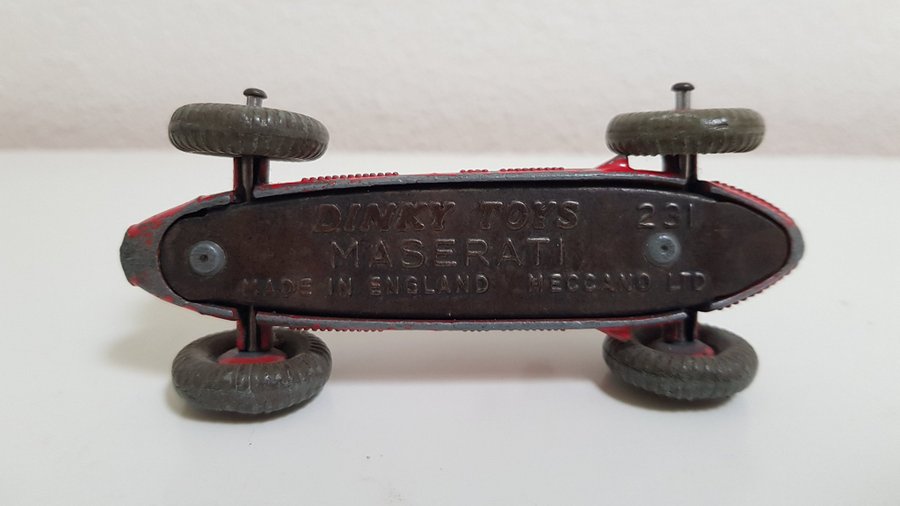 DINKY TOYS 231
MASERATI
MADE IN ENGLAND MECCANO LTD